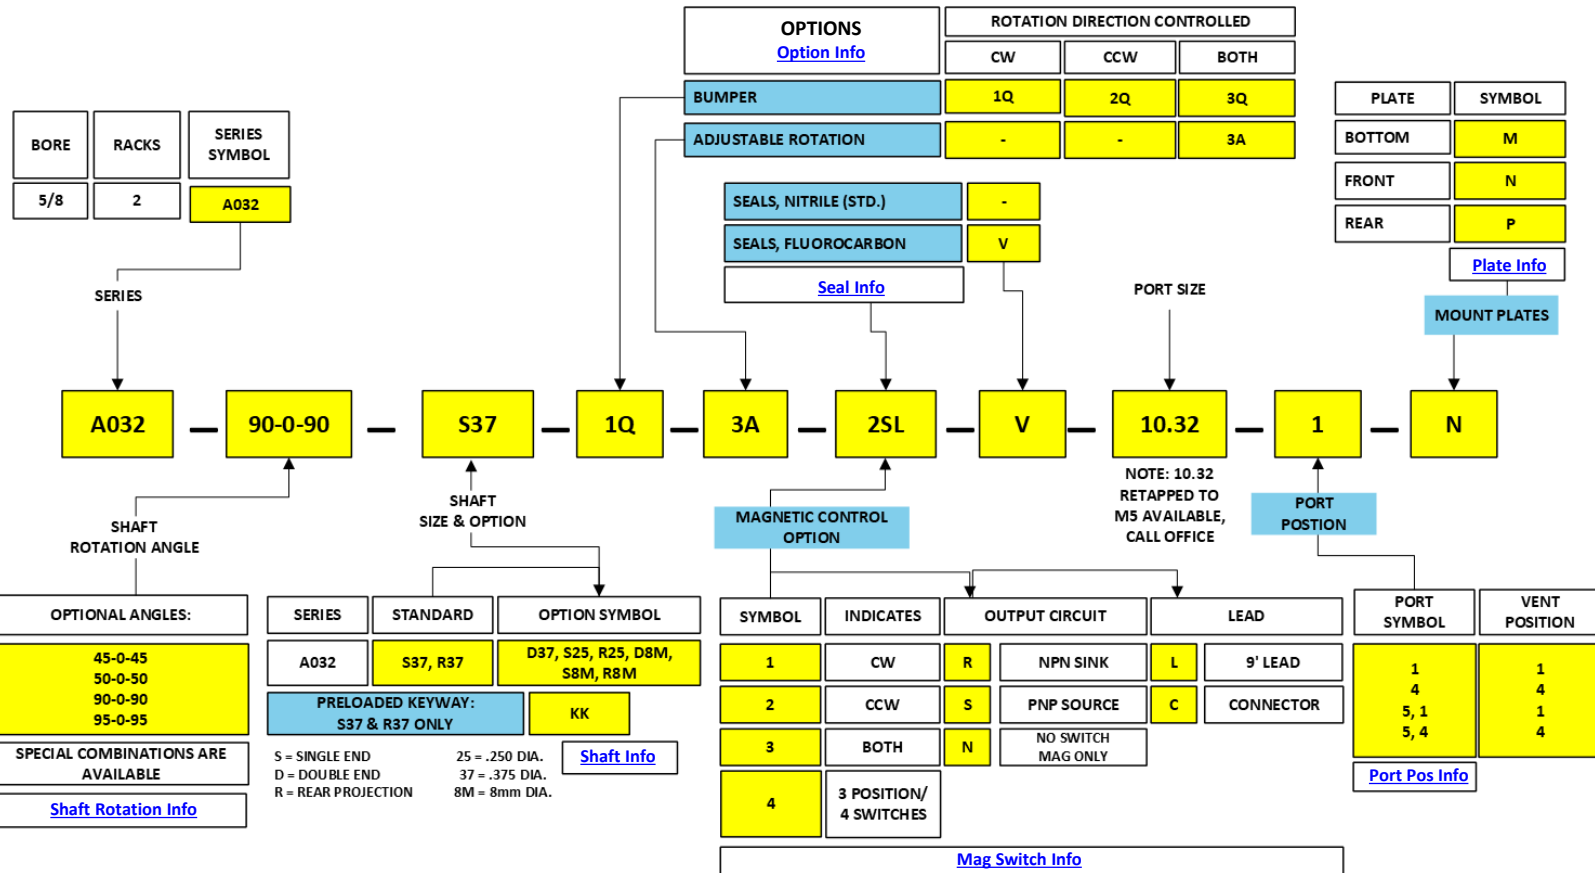 OPTIONS
Option Info
ROTATION DIRECTION CONTROLLED
CW CCW BOTH
BUMPER 1Q 2Q 3Q
ADJUSTABLE ROTATION - - 3A
BORE RACKS SERIES
SYMBOL
5/8 2 A032
SERIES
SEALS, NITRILE (STD.) -
SEALS, FLUOROCARBON V
Seal Info
PORT SIZE
PLATE SYMBOL
BOTTOM M
FRONT N
REAR P
Plate Info
MOUNT PLATES
A032 – 90-0-90 – S37 – 1Q – 3A – 2SL – V – 10.32 – 1 – N
SHAFT
ROTATION ANGLE
SHAFT
SIZE & OPTION
MAGNETIC CONTROL
OPTION
NOTE: 10.32
RETAPPED TO
M5 AVAILABLE,
CALL OFFICE
PORT
POSTION
OPTIONAL ANGLES:
45-0-45
50-0-50
90-0-90
95-0-95
SPECIAL COMBINATIONS ARE
AVAILABLE
Shaft Rotation Info
SERIES STANDARD OPTION SYMBOL
A032 S37, R37 D37, S25, R25, D8M,
S8M, R8M
PRELOADED KEYWAY:
S37 & R37 ONLY
KK
S = SINGLE END 25 = .250 DIA.
D = DOUBLE END 37 = .375 DIA.
R = REAR PROJECTION 8M = 8mm DIA.
Shaft Info
SYMBOL INDICATES OUTPUT CIRCUIT LEAD
1 CW R NPN SINK L 9' LEAD
2 CCW S PNP SOURCE C CONNECTOR
3 BOTH N NO SWITCH
MAG ONLY
4 3 POSITION/
4 SWITCHES
Mag Switch Info
PORT
SYMBOL
VENT
POSITION
1 1
4 4
5, 1 1
5, 4 4
Port Pos Info